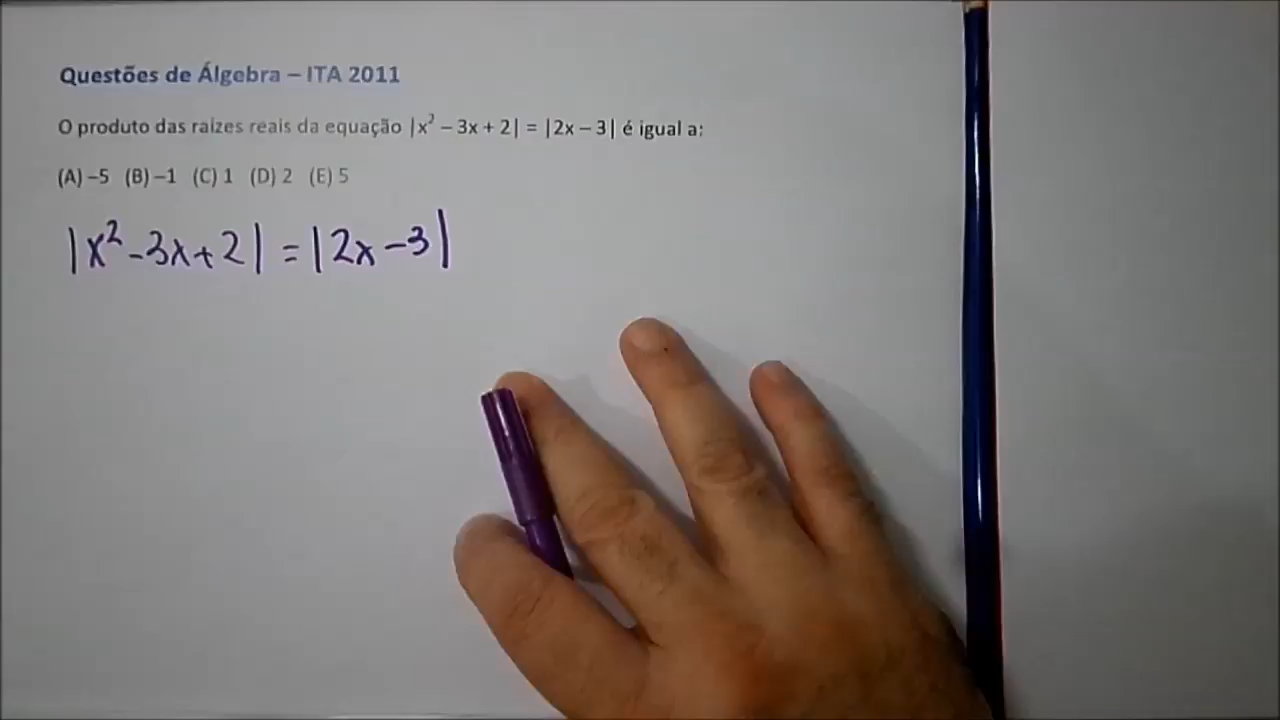 Questões de Álgebra – ITA 2011
O produto das raízes reais da equação |x² – 3x + 2| = |2x – 3| é igual a:
(A) –5 (B) –1 (C) 1 (D) 2 (E) 5
|x² -3x+2| = |2x -3|